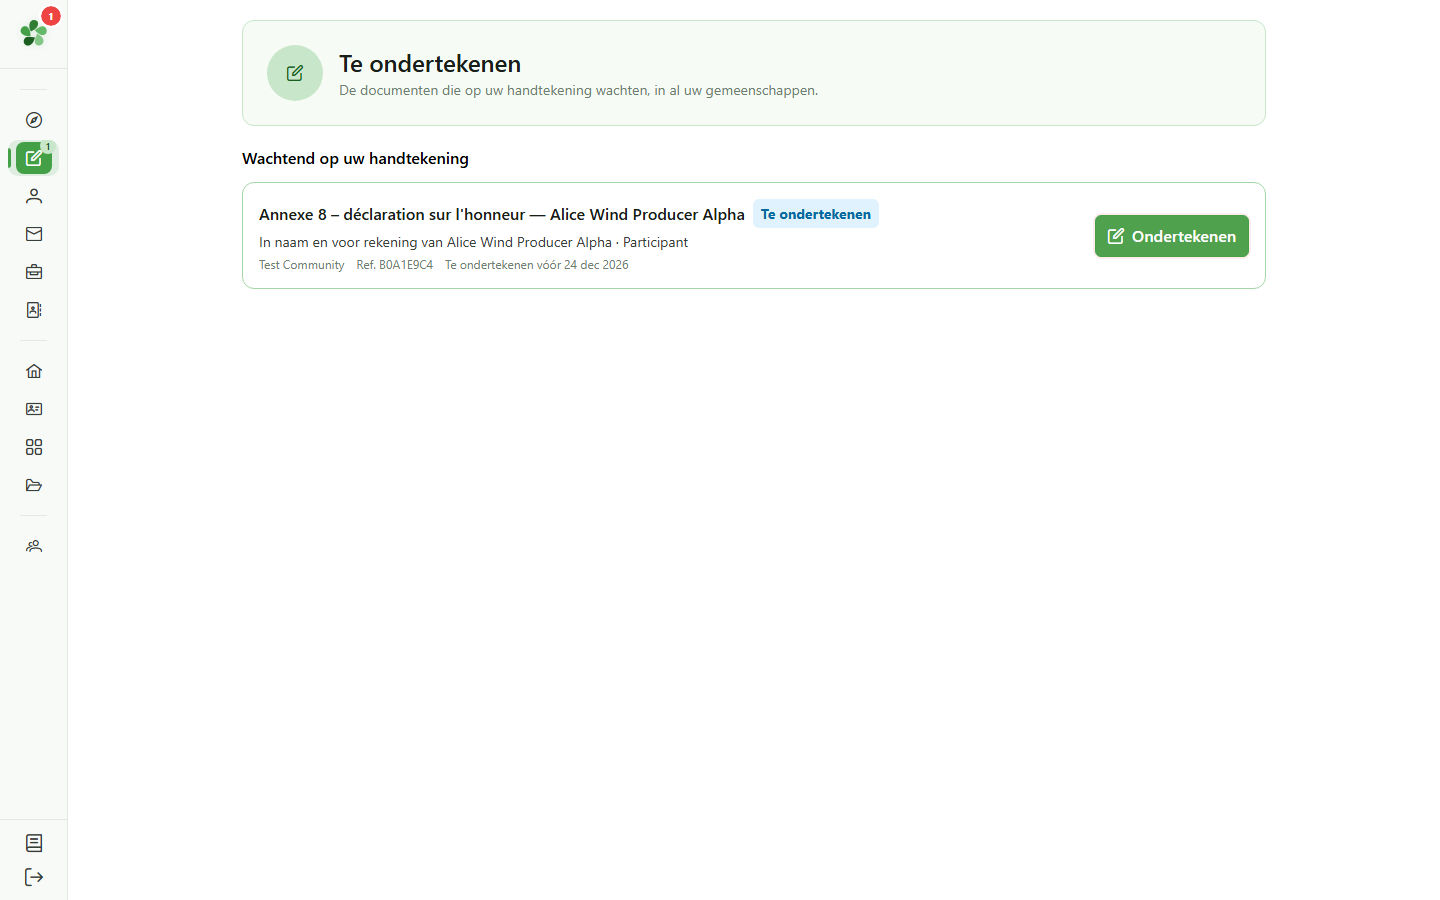 1
1
Te ondertekenen
De documenten die op uw handtekening wachten, in al uw gemeenschappen.
Wachtend op uw handtekening
Annexe 8 – déclaration sur l'honneur — Alice Wind Producer Alpha Te ondertekenen
In naam en voor rekening van Alice Wind Producer Alpha · Participant
Test Community Ref. B0A1E9C4 Te ondertekenen vóór 24 dec 2026
Ondertekenen